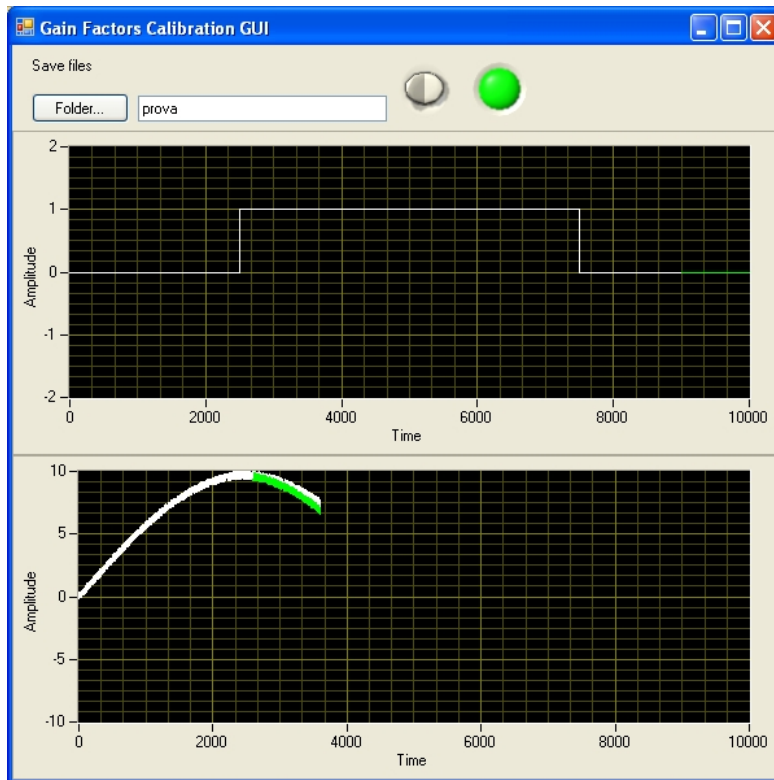 Gain Factors Calibration GUI
Save files
Folder... prova
2
1
0
-1
-2
Amplitude
0 2000 4000 6000 8000 10000
Time
10
5
0
-5
-10
Amplitude
0 2000 4000 6000 8000 10000
Time